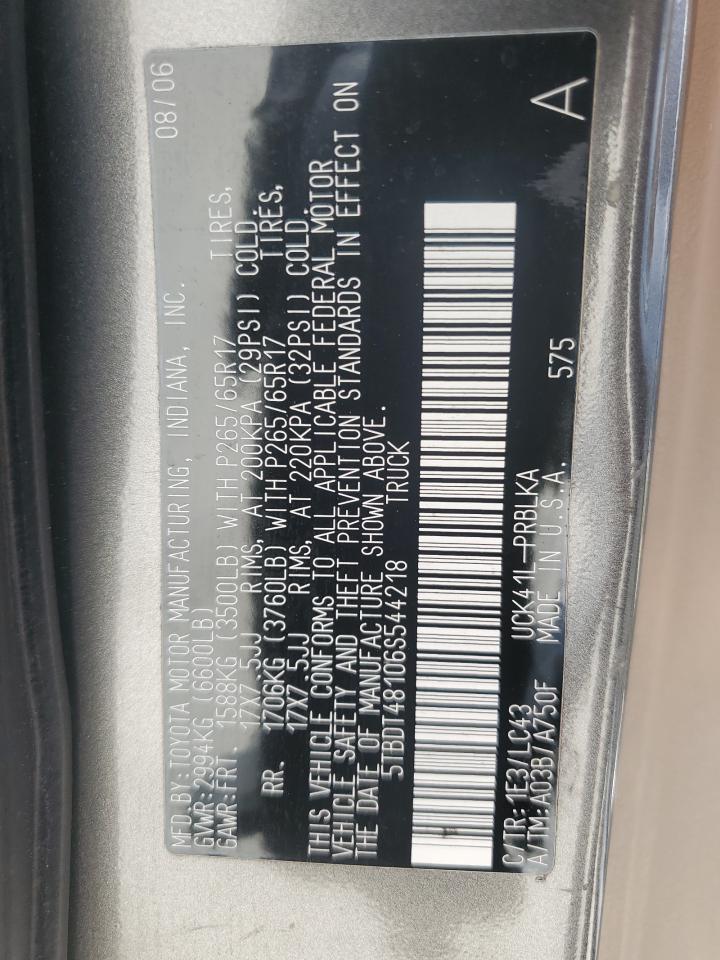 MFD. BY: TOYOTA MOTOR MANUFACTURING, INDIANA, INC. 08/06
GVWR: 2994KG (6600LB)
GAWR: FRT. 1588KG (3500LB) WITH P265/65R17 TIRES,
17X7.5JJ RIMS, AT 200KPA (29PSI) COLD.
RR. 1706KG (3760LB) WITH P265/65R17 TIRES,
17X7.5JJ RIMS, AT 220KPA (32PSI) COLD.
THIS VEHICLE CONFORMS TO ALL APPLICABLE FEDERAL MOTOR
VEHICLE SAFETY AND THEFT PREVENTION STANDARDS IN EFFECT ON
THE DATE OF MANUFACTURE SHOWN ABOVE.
5TBDT48106S544218 TRUCK
C/TR: 1E3/LC43 UCK41L-PRBLKA 575 A
A/TM: A03B/A750F MADE IN U.S.A.